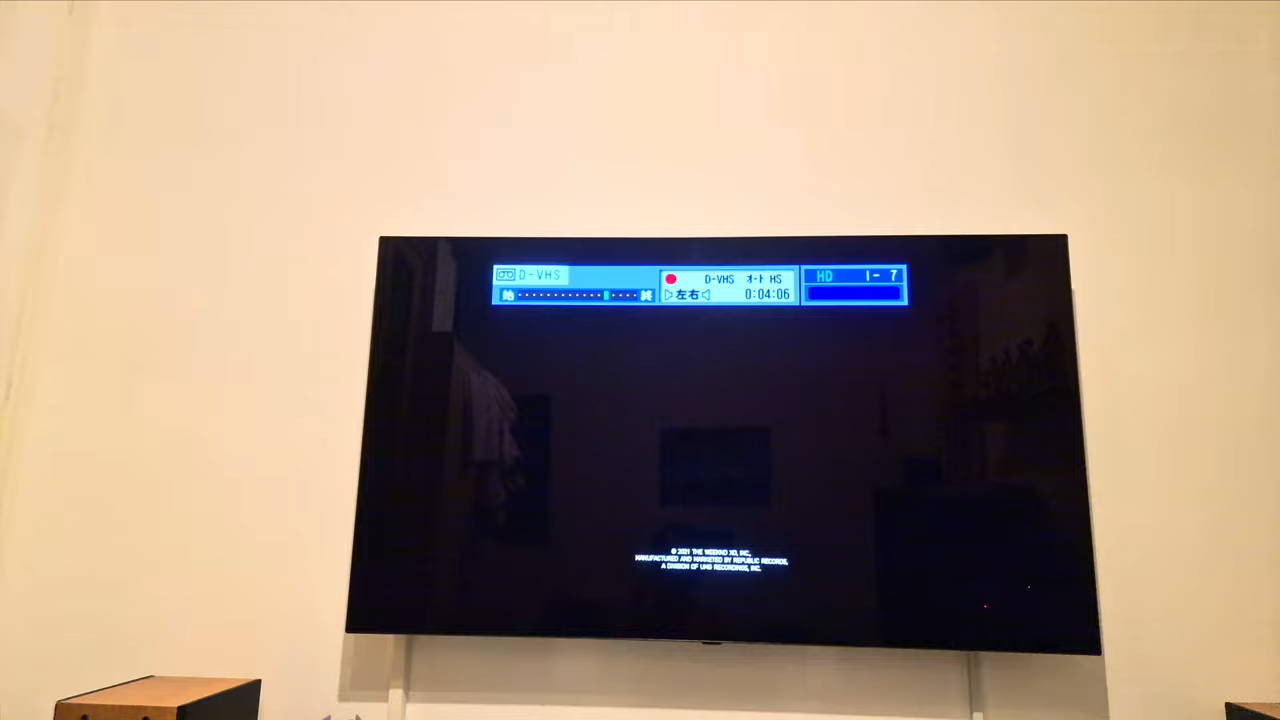 D-VHS
始 終
D-VHS オート HS
左右 0:04:06
HD 1-7
© 2021 THE WEEKND XO, INC.,
MANUFACTURED AND MARKETED BY REPUBLIC RECORDS,
A DIVISION OF UMG RECORDINGS, INC.